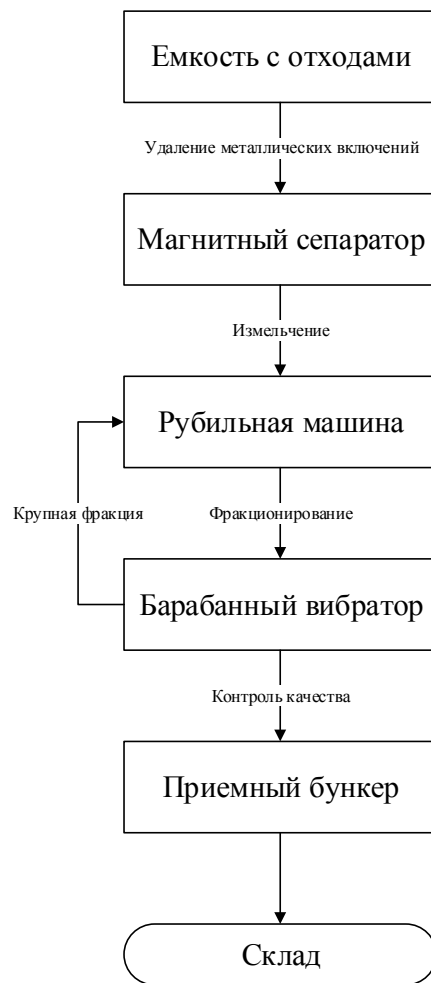 Емкость с отходами
Удаление металлических включений
Магнитный сепаратор
Измельчение
Рубильная машина
Крупная фракция
Фракционирование
Барабанный вибратор
Контроль качества
Приемный бункер
Склад